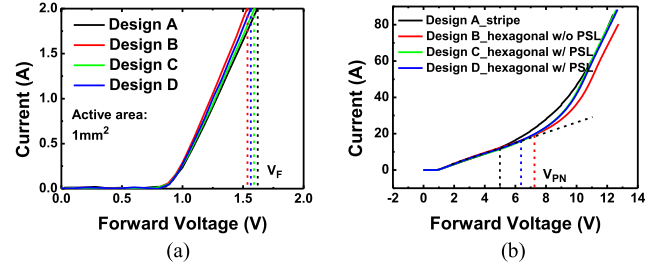 (a)
Current (A)
2.0
1.5
1.0
0.5
0.0
Design A
Design B
Design C
Design D
Active area:
1mm2
VF
0.0 0.5 1.0 1.5 2.0
Forward Voltage (V)
(a)
(b)
Current (A)
90
60
40
20
0
Design A_stripe
Design B_hexagonal w/o PSL
Design C_hexagonal w/ PSL
Design D_hexagonal w/ PSL
VPN
-2 0 2 4 6 8 10 12 14
Forward Voltage (V)
(b)